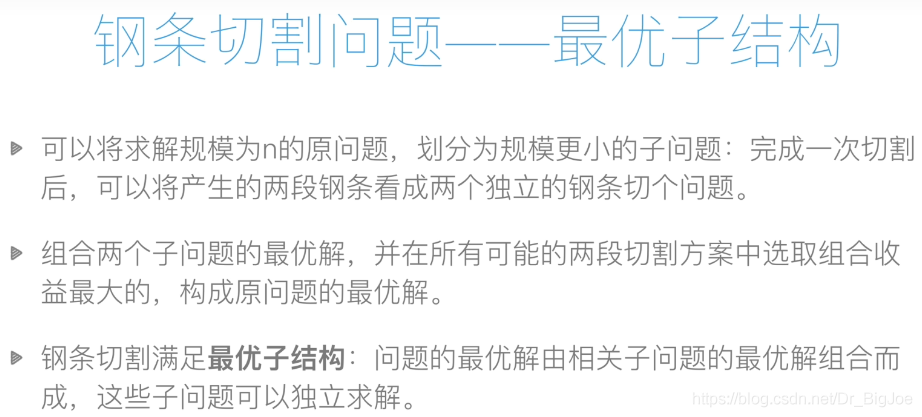 钢条切割问题——最优子结构
可以将求解规模为n的原问题，划分为规模更小的子问题：完成一次切割
后，可以将产生的两段钢条看成两个独立的钢条切个问题。
组合两个子问题的最优解，并在所有可能的两段切割方案中选取组合收
益最大的，构成原问题的最优解。
钢条切割满足最优子结构：问题的最优解由相关子问题的最优解组合而
成，这些子问题可以独立求解。
https://blog.csdn.net/Dr_BigJoe